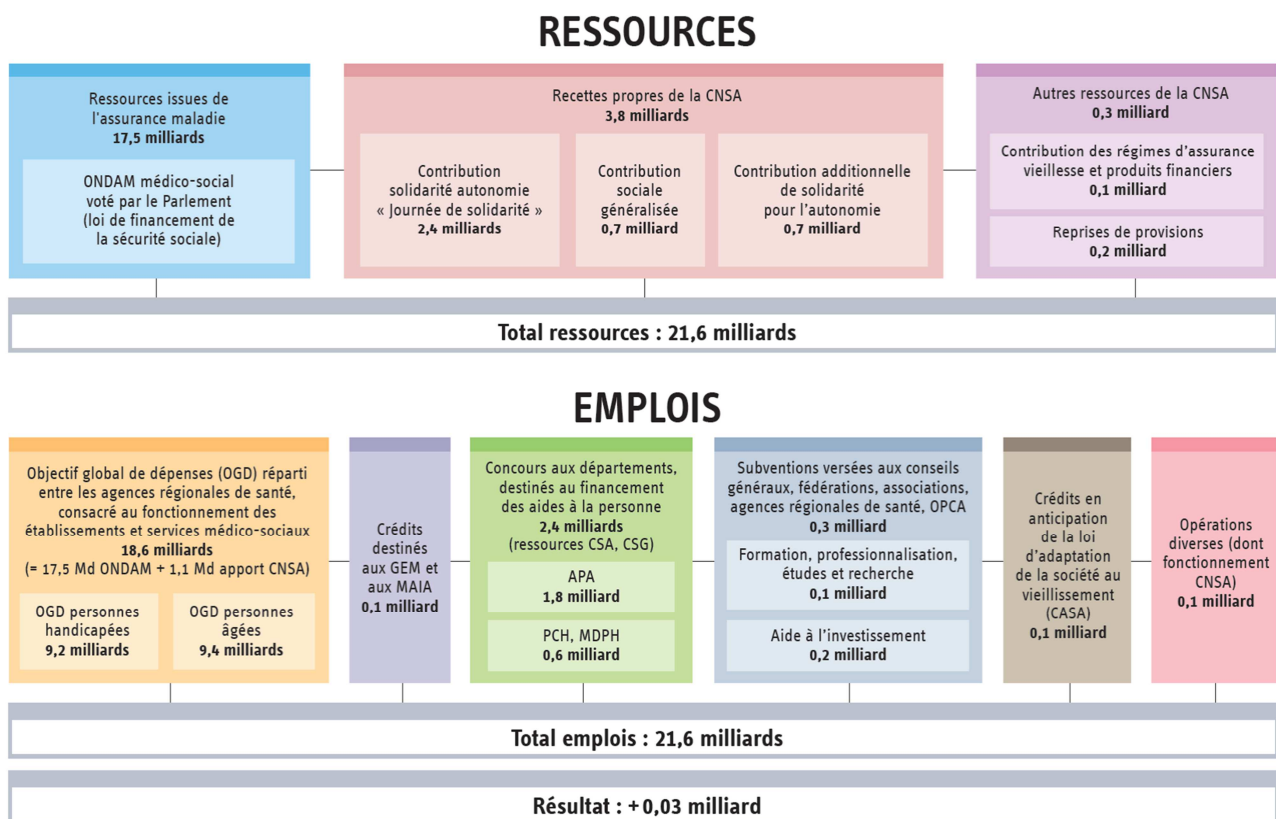 RESSOURCES
Ressources issues de
l'assurance maladie
17,5 milliards
ONDAM médico-social
voté par le Parlement
(loi de financement de
la sécurité sociale)
Recettes propres de la CNSA
3,8 milliards
Contribution
solidarité autonomie
« Journée de solidarité »
2,4 milliards
Contribution
sociale
généralisée
0,7 milliard
Contribution additionnelle
de solidarité
pour l'autonomie
0,7 milliard
Autres ressources de la CNSA
0,3 milliard
Contribution des régimes d'assurance
vieillesse et produits financiers
0,1 milliard
Reprises de provisions
0,2 milliard
Total ressources : 21,6 milliards
EMPLOIS
Objectif global de dépenses (OGD) réparti
entre les agences régionales de santé,
consacré au fonctionnement des
établissements et services médico-sociaux
18,6 milliards
(= 17,5 Md ONDAM + 1,1 Md apport CNSA)
OGD personnes
handicapées
9,2 milliards
OGD personnes
âgées
9,4 milliards
Crédits
destinés
aux GEM et
aux MAIA
0,1 milliard
Concours aux départements,
destinés au financement
des aides à la personne
2,4 milliards
(ressources CSA, CSG)
APA
1,8 milliard
PCH, MDPH
0,6 milliard
Subventions versées aux conseils
généraux, fédérations, associations,
agences régionales de santé, OPCA
0,3 milliard
Formation, professionnalisation,
études et recherche
0,1 milliard
Aide à l'investissement
0,2 milliard
Crédits en
anticipation
de la loi
d'adaptation
de la société au
vieillissement
(CASA)
0,1 milliard
Opérations
diverses (dont
fonctionnement
CNSA)
0,1 milliard
Total emplois : 21,6 milliards
Résultat : +0,03 milliard